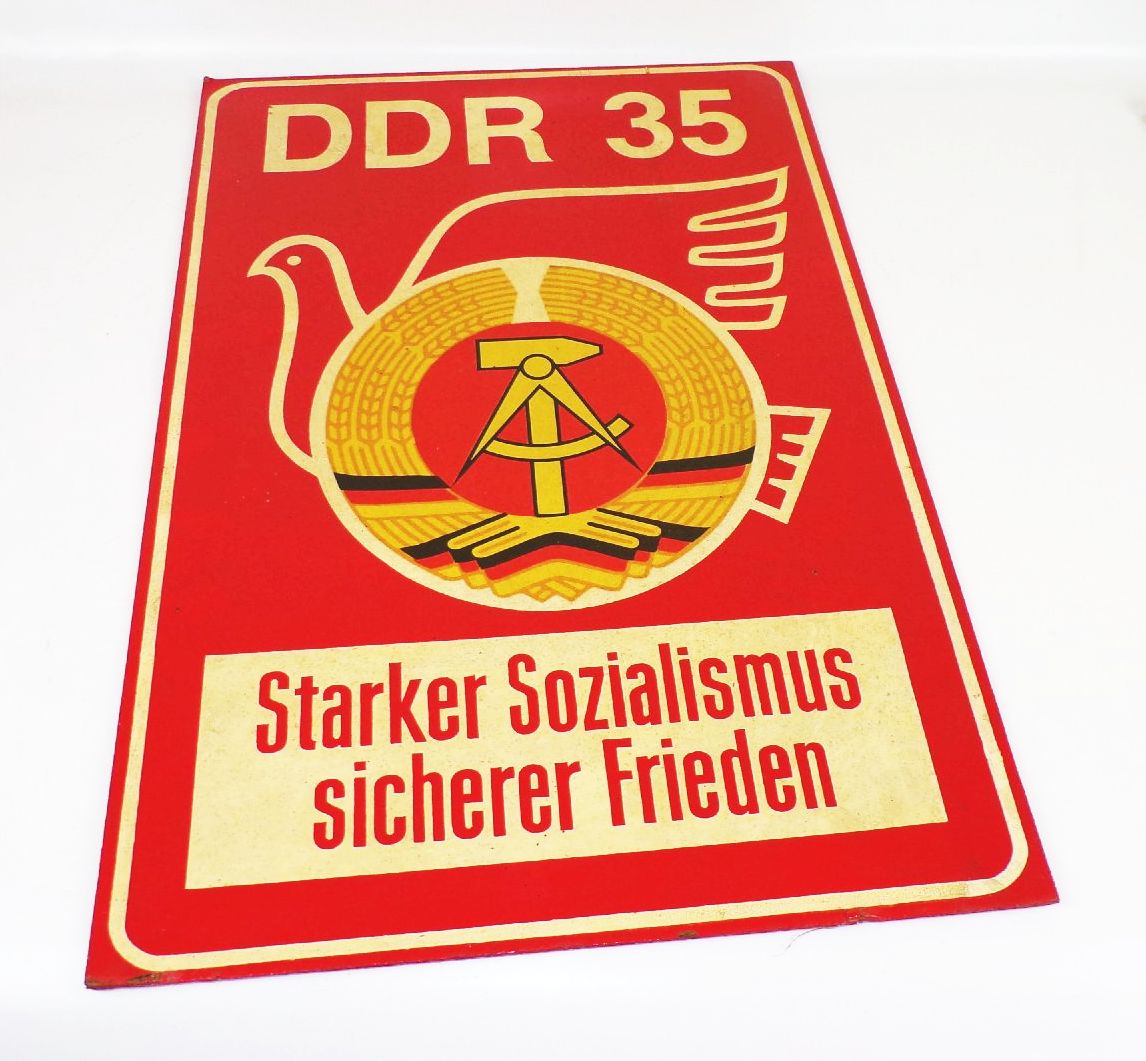 DDR 35
Starker Sozialismus
sicherer Frieden